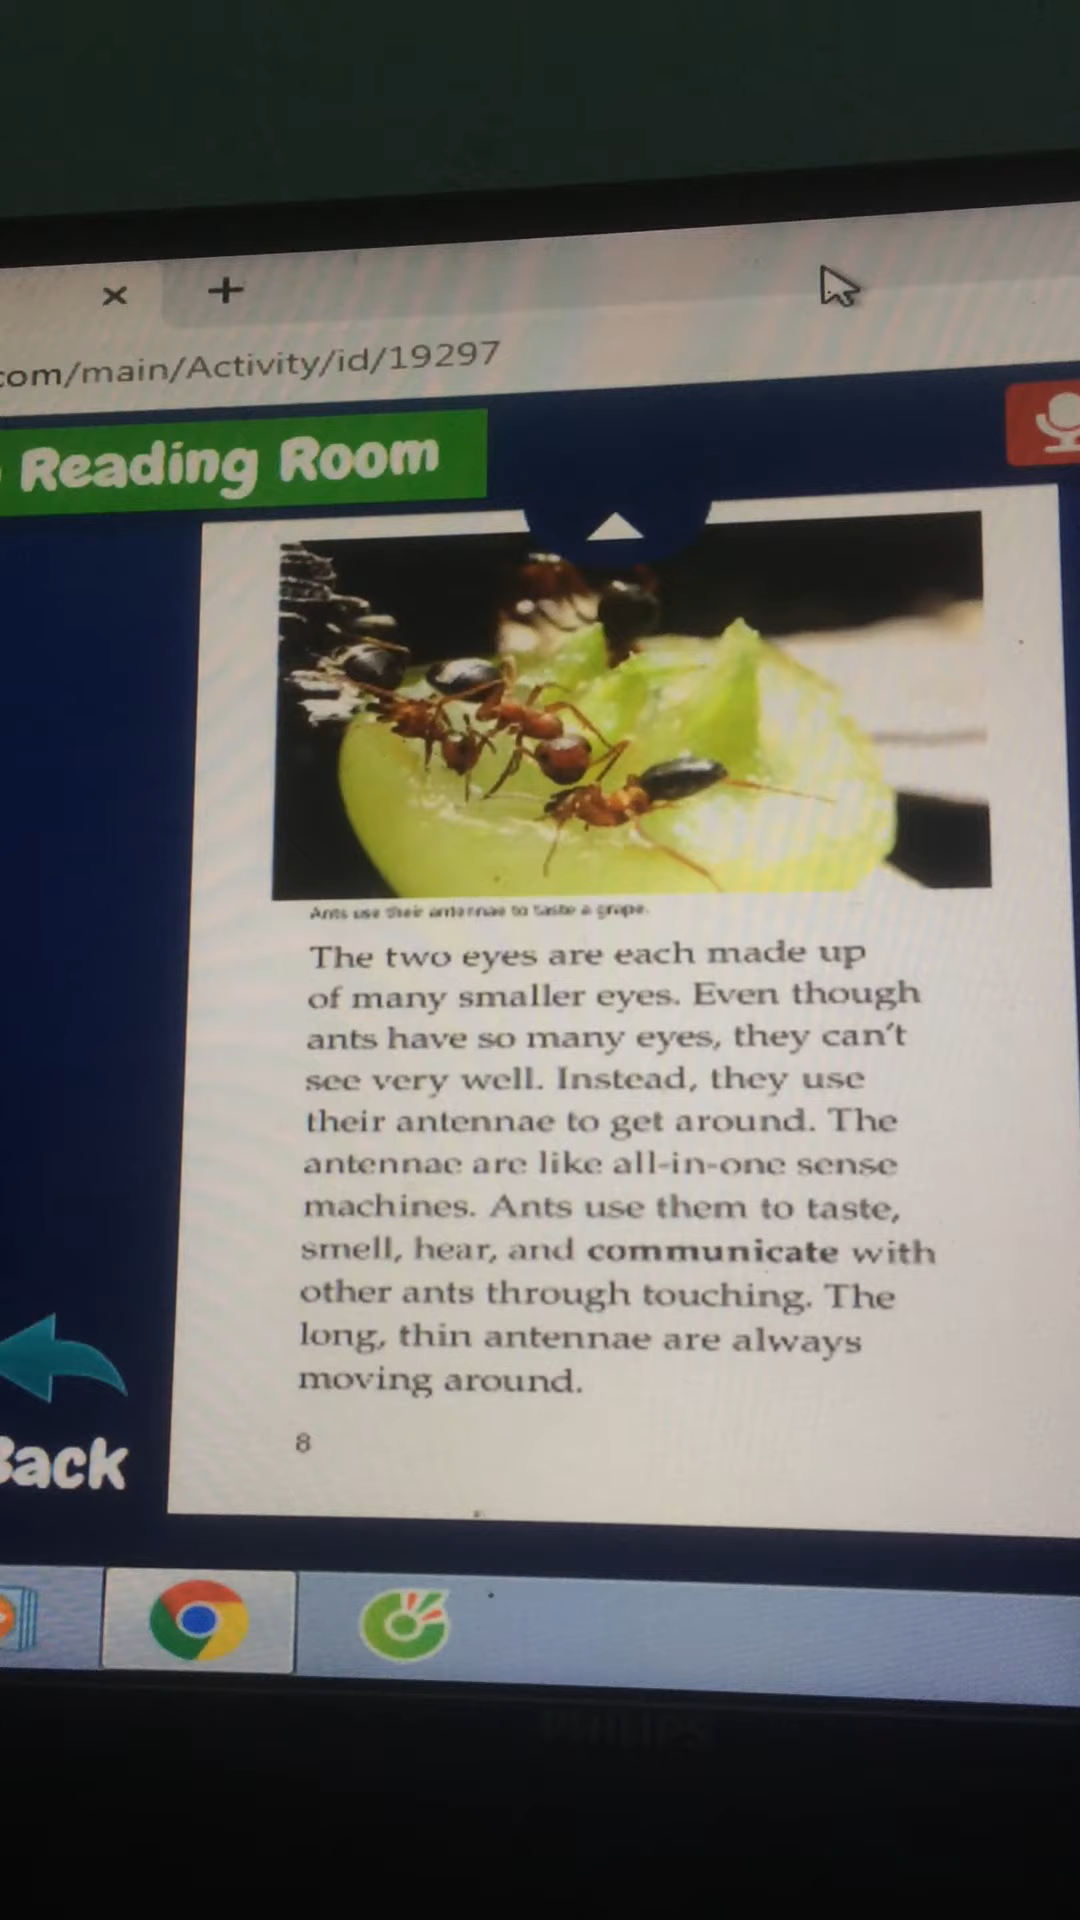 com/main/Activity/id/19297
Reading Room
Ants use their antennae to taste a grape.
The two eyes are each made up
of many smaller eyes. Even though
ants have so many eyes, they can't
see very well. Instead, they use
their antennae to get around. The
antennae are like all-in-one sense
machines. Ants use them to taste,
smell, hear, and communicate with
other ants through touching. The
long, thin antennae are always
moving around.
8
Back
PHILIPS